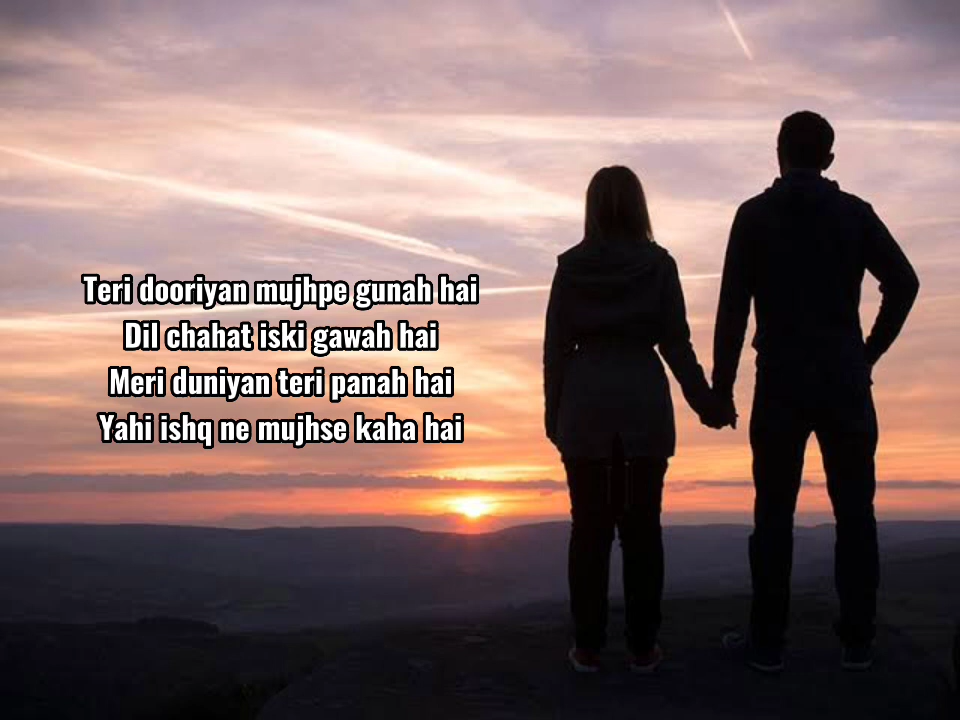 Teri dooriyan mujhpe gunah hai
Dil chahat iski gawah hai
Meri duniyan teri panah hai
Yahi ishq ne mujhse kaha hai